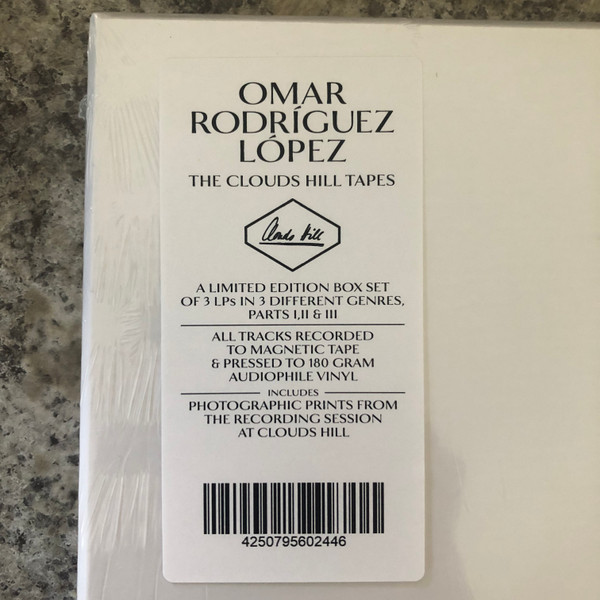 OMAR
RODRÍGUEZ
LÓPEZ
THE CLOUDS HILL TAPES
Clouds Hill
A LIMITED EDITION BOX SET
OF 3 LPs IN 3 DIFFERENT GENRES,
PARTS I,II & III
ALL TRACKS RECORDED
TO MAGNETIC TAPE
& PRESSED TO 180 GRAM
AUDIOPHILE VINYL
INCLUDES
PHOTOGRAPHIC PRINTS FROM
THE RECORDING SESSION
AT CLOUDS HILL
4250795602446